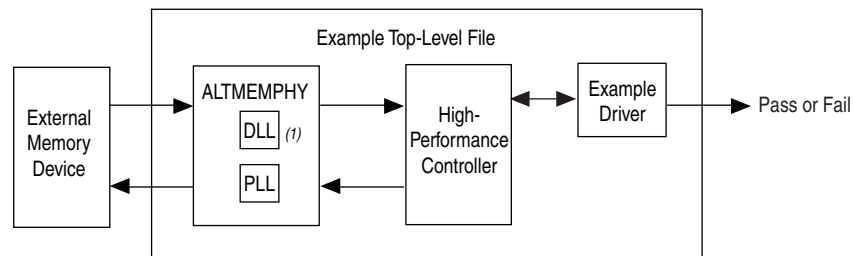 Example Top-Level File
External
Memory
Device
ALTMEMPHY
DLL (1)
PLL
High-
Performance
Controller
Example
Driver
Pass or Fail